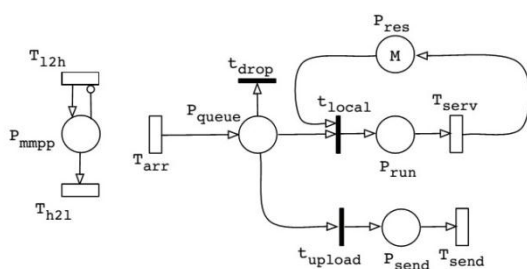 T_l2h
P_mmpp
T_h2l
T_arr
P_queue
t_drop
t_local
P_res
M
P_run
T_serv
t_upload
P_send
T_send